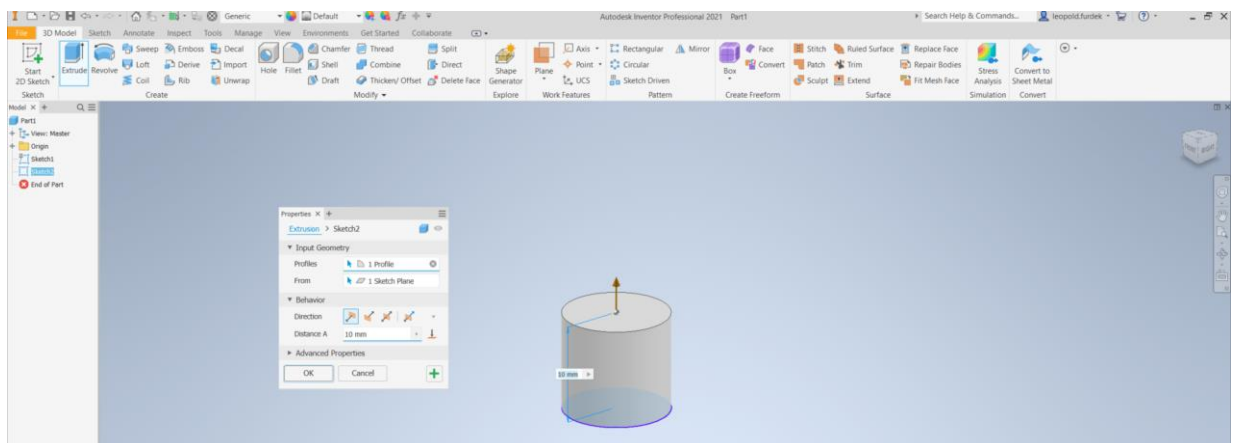 Generic Default fx Autodesk Inventor Professional 2021 Part1 Search Help & Commands... leopold.furdek
File 3D Model Sketch Annotate Inspect Tools Manage View Environments Get Started Collaborate
Start 2D Sketch Extrude Revolve Sweep Emboss Decal Hole Fillet Chamfer Thread Split Shape Generator Plane Axis Rectangular Mirror Box Face Stitch Ruled Surface Replace Face Stress Analysis Convert to Sheet Metal
Loft Derive Import Shell Combine Direct Point Circular Convert Patch Trim Repair Bodies
Coil Rib Unwrap Draft Thicken/ Offset Delete Face UCS Sketch Driven Sculpt Extend Fit Mesh Face
Sketch Create Modify Explore Work Features Pattern Create Freeform Surface Simulation Convert
Model × +
Part1
View: Master
Origin
Sketch1
Sketch2
End of Part
Properties × +
Extrusion > Sketch2
Input Geometry
Profiles 1 Profile
From 1 Sketch Plane
Behavior
Direction
Distance A 10 mm
Advanced Properties
OK Cancel
10 mm